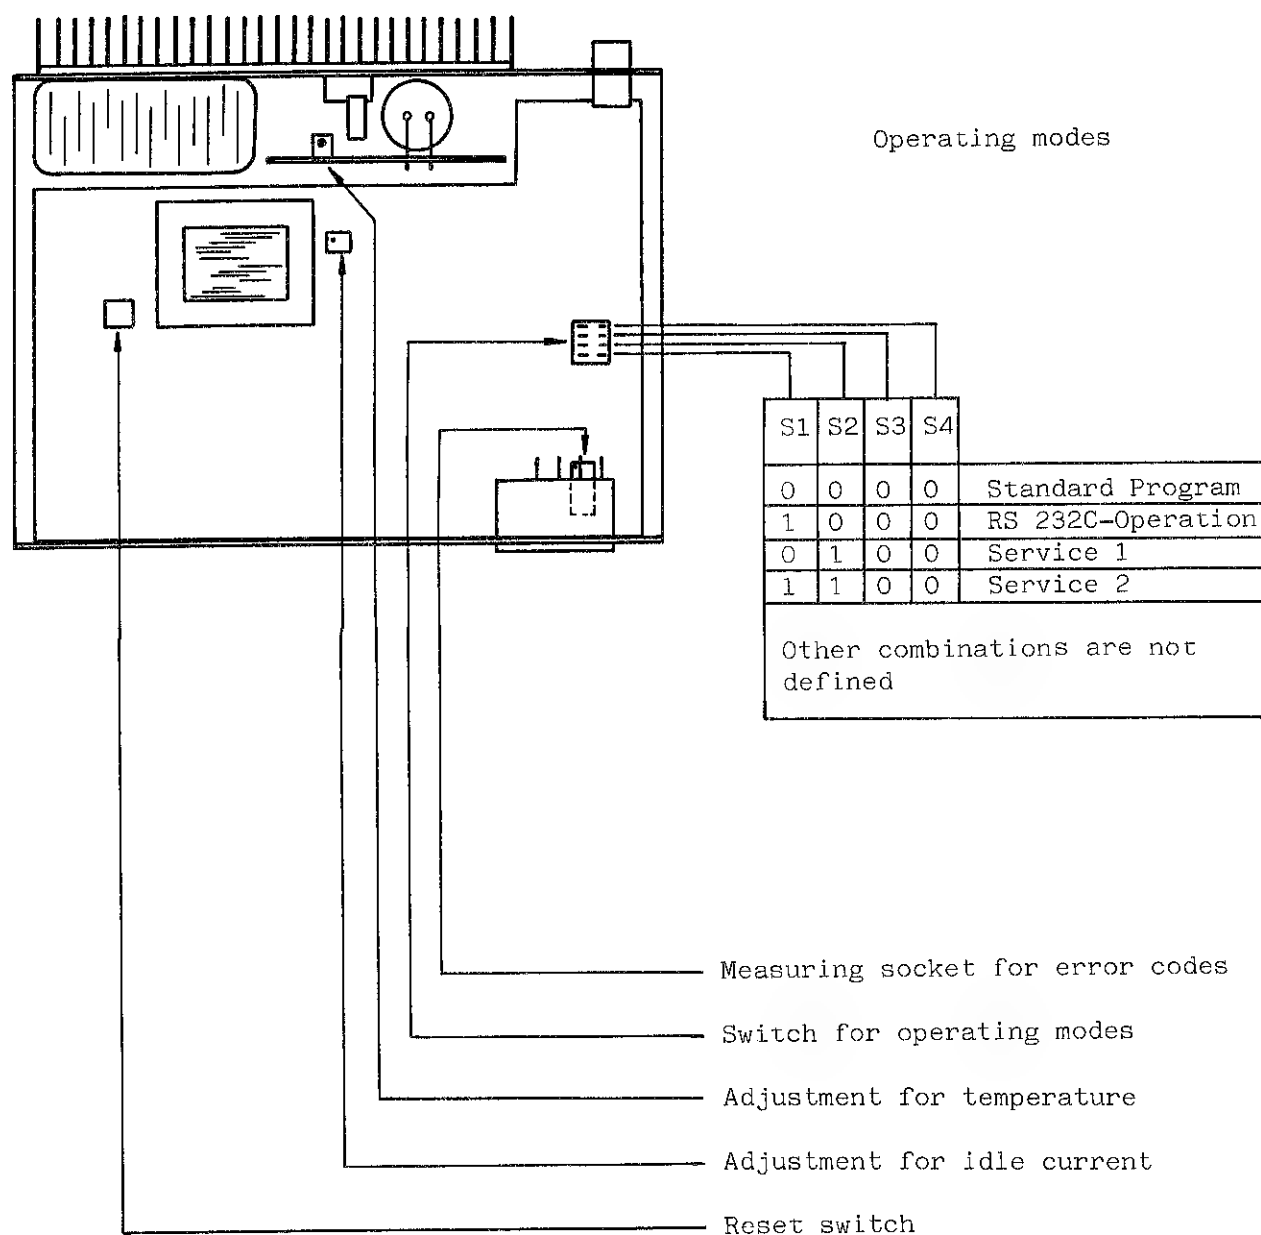 Operating modes
S1 S2 S3 S4
0 0 0 0 Standard Program
1 0 0 0 RS 232C-Operation
0 1 0 0 Service 1
1 1 0 0 Service 2
Other combinations are not
defined
Measuring socket for error codes
Switch for operating modes
Adjustment for temperature
Adjustment for idle current
Reset switch